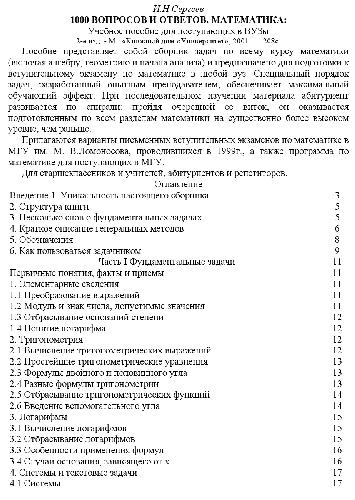 И.Н Сергеев
1000 ВОПРОСОВ И ОТВЕТОВ. МАТЕМАТИКА:
Учебное пособие для поступающих в ВУЗы
2001. 208с
Пособие представляет собой сборник задач по всему курсу математики
(включая алгебру, геометрию и начала анализа) и предназначено для подготовки к
вступительному экзамену по математике в любой вуз. Специальный порядок
задач, разработанный опытным преподавателем, обеспечивает максимальный
обучающий эффект. При последовательном изучении материала абитуриент
развивается по спирали: пройдя очередной ее виток, он оказывается
подготовленным по всем разделам математики на существенно более высоком
уровне, чем раньше.
Прилагаются варианты письменных вступительных экзаменов по математике в
МГУ им. М. В.Ломоносова, проводившихся в 1999г., а также программа по
математике для поступающих в МГУ.
Для старшеклассников и учителей, абитуриентов и репетиторов.
Оглавление
Введение 1. Уникальность настоящего сборника 3
2. Структура книги 5
3. Несколько слов о фундаментальных задачах 5
4. Краткое описание генеральных методов 6
5. Обозначения 8
6. Как пользоваться задачником 9
Часть I Фундаментальные задачи 11
Первичные понятия, факты и приемы 11
1. Элементарные сведения 11
1.1 Преобразование выражений 11
1.2 Модуль и знак числа, допустимые значения 11
1.3 Отбрасывание оснований степени 12
1.4 Понятие логарифма 12
2. Тригонометрия 12
2.1 Вычисление тригонометрических выражений 12
2.2 Простейшие тригонометрические уравнения 13
2.3 Формулы двойного и половинного угла 13
2.4 Разные формулы тригонометрии 13
2.5 Отбрасывание тригонометрических функций 14
2.6 Введение вспомогательного угла 14
3. Логарифмы 15
3.1 Вычисление логарифмов 15
3.2 Отбрасывание логарифмов 15
3.3 Особенности применения формул 16
3.4 Случаи основания, зависящего от x 16
4. Системы и текстовые задачи 17
4.1 Системы 17